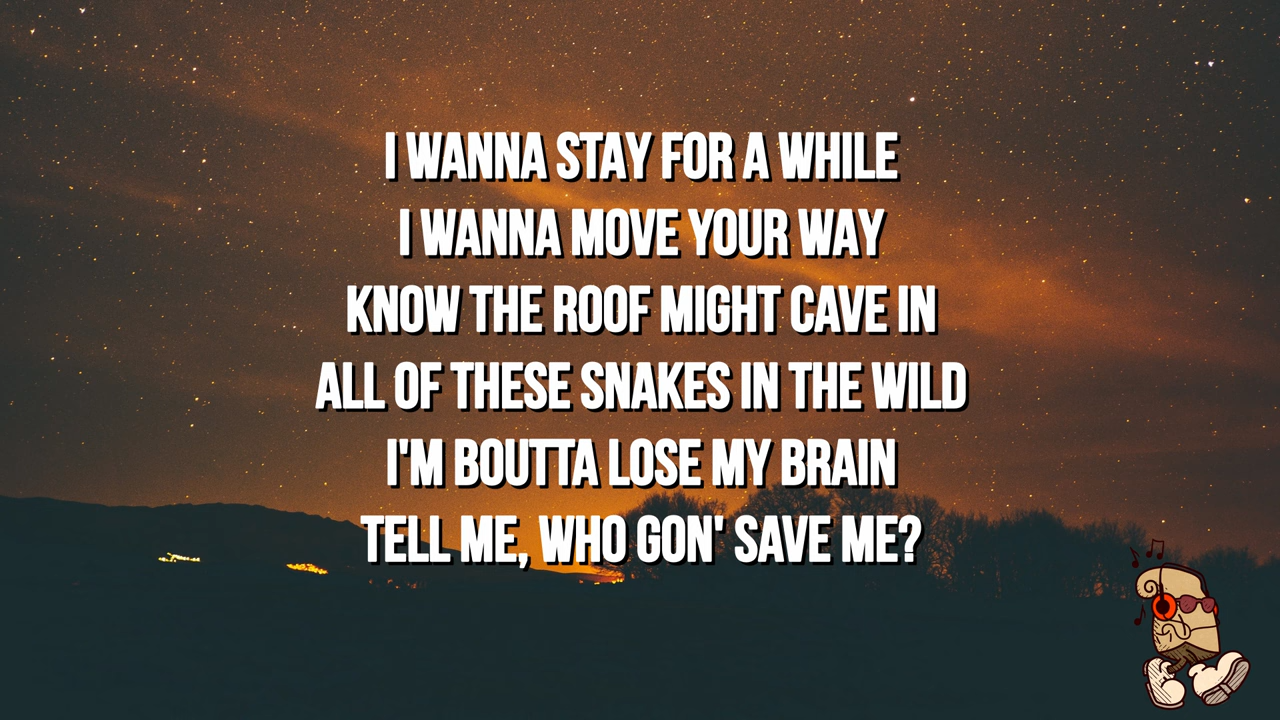 I WANNA STAY FOR A WHILE
I WANNA MOVE YOUR WAY
KNOW THE ROOF MIGHT CAVE IN
ALL OF THESE SNAKES IN THE WILD
I'M BOUTTA LOSE MY BRAIN
TELL ME, WHO GON' SAVE ME?